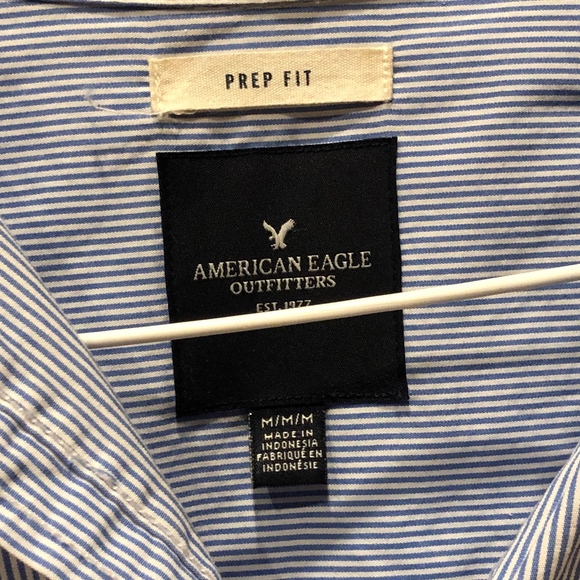 PREP FIT
AMERICAN EAGLE
OUTFITTERS
EST. 1977
M/M/M
MADE IN
INDONESIA
FABRIQUÉ EN
INDONÉSIE